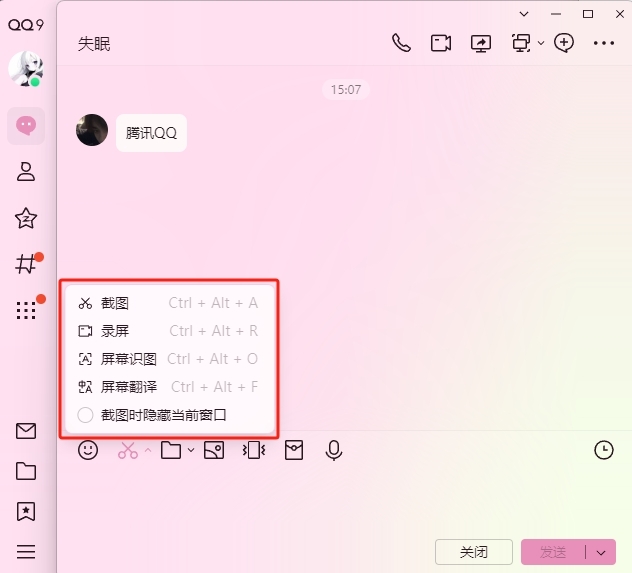 QQ9
失眠
15:07
腾讯QQ
截图 Ctrl + Alt + A
录屏 Ctrl + Alt + R
屏幕识图 Ctrl + Alt + O
屏幕翻译 Ctrl + Alt + F
截图时隐藏当前窗口
关闭 发送